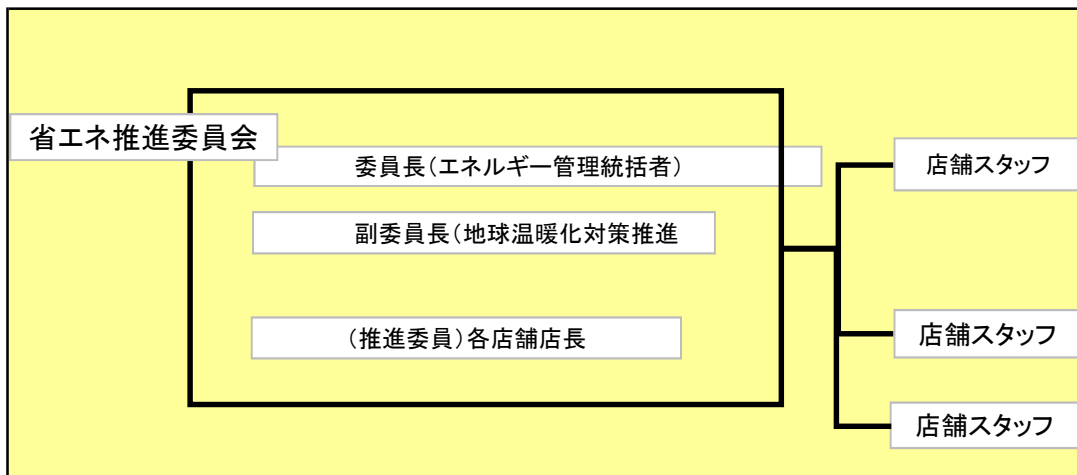 省エネ推進委員会
委員長（エネルギー管理統括者）
副委員長（地球温暖化対策推進
（推進委員）各店舗店長
店舗スタッフ
店舗スタッフ
店舗スタッフ